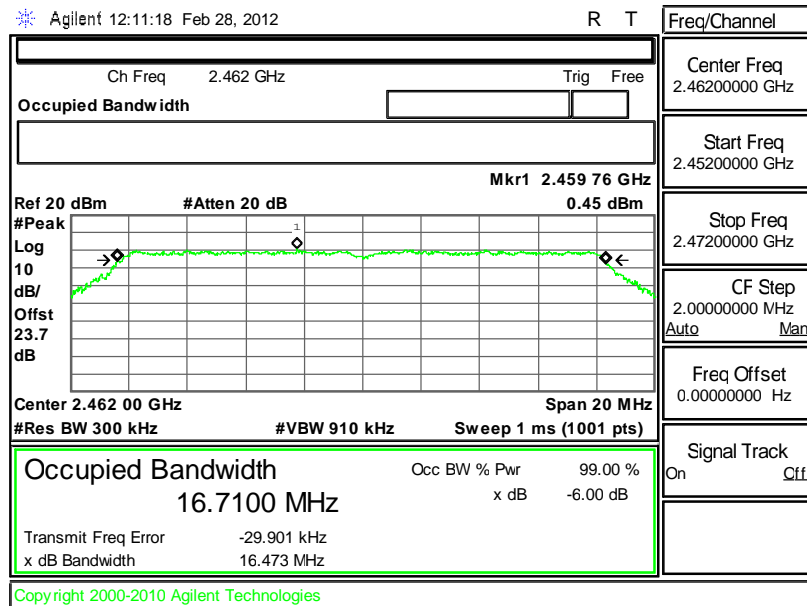 Agilent 12:11:18 Feb 28, 2012 R T
Ch Freq 2.462 GHz Trig Free
Occupied Bandwidth
Mkr1 2.459 76 GHz
Ref 20 dBm #Atten 20 dB 0.45 dBm
#Peak
Log
10
dB/
Offst
23.7
dB
1
Center 2.462 00 GHz Span 20 MHz
#Res BW 300 kHz #VBW 910 kHz Sweep 1 ms (1001 pts)
Occupied Bandwidth
16.7100 MHz
Occ BW % Pwr 99.00 %
x dB -6.00 dB
Transmit Freq Error -29.901 kHz
x dB Bandwidth 16.473 MHz
Freq/Channel
Center Freq
2.46200000 GHz
Start Freq
2.45200000 GHz
Stop Freq
2.47200000 GHz
CF Step
2.00000000 MHz
Auto Man
Freq Offset
0.00000000 Hz
Signal Track
On Off
Copyright 2000-2010 Agilent Technologies